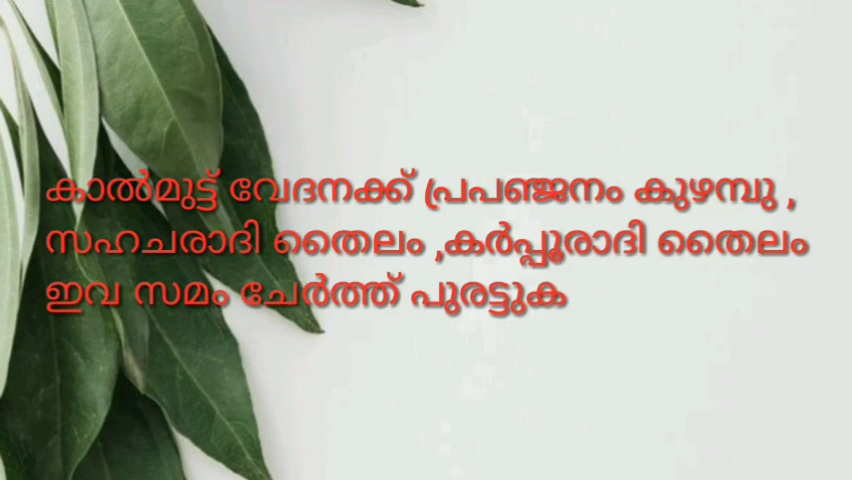 കാൽമുട്ട് വേദനക്ക് പ്രപഞ്ജനം കുഴമ്പു ,
സഹചരാദി തൈലം ,കർപ്പൂരാദി തൈലം
ഇവ സമം ചേർത്ത് പുരട്ടുക